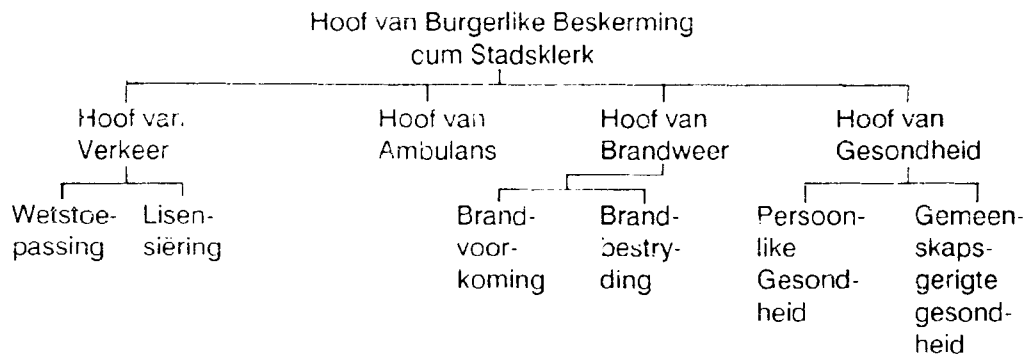 Hoof van Burgerlike Beskerming
cum Stadsklerk
Hoof van
Verkeer
Hoof van
Ambulans
Hoof van
Brandweer
Hoof van
Gesondheid
Wetstoe-
passing
Lisen-
siëring
Brand-
voor-
koming
Brand-
bestry-
ding
Persoon-
like
Gesond-
heid
Gemeen-
skaps-
gerigte
gesond-
heid